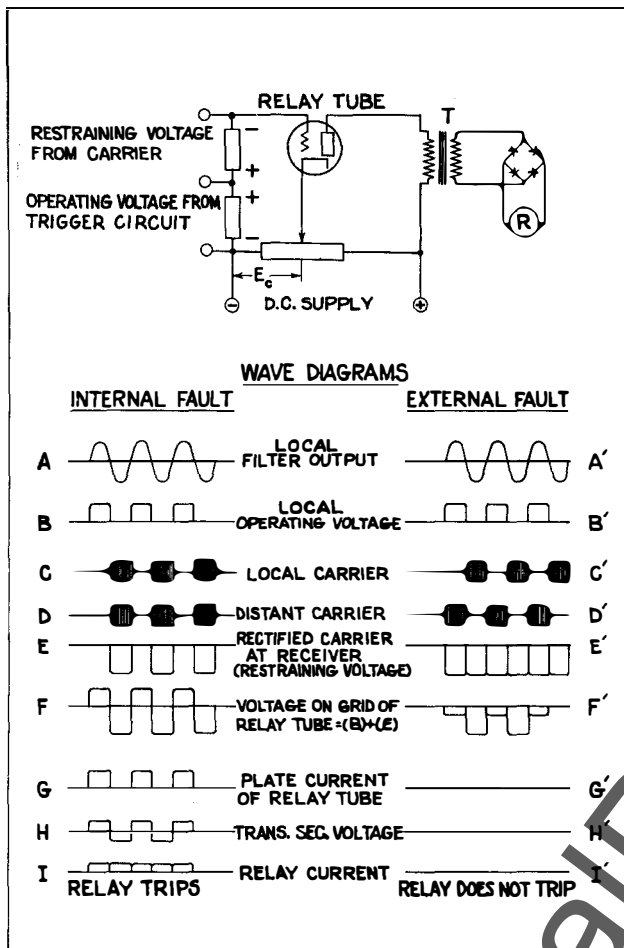 RELAY TUBE
T
RESTRAINING VOLTAGE
FROM CARRIER
− + + −
OPERATING VOLTAGE FROM
TRIGGER CIRCUIT
R
Ec
− D.C. SUPPLY +
WAVE DIAGRAMS
INTERNAL FAULT EXTERNAL FAULT
A LOCAL FILTER OUTPUT A′
B LOCAL OPERATING VOLTAGE B′
C LOCAL CARRIER C′
D DISTANT CARRIER D′
E RECTIFIED CARRIER AT RECEIVER (RESTRAINING VOLTAGE) E′
F VOLTAGE ON GRID OF RELAY TUBE=(B)+(E) F′
G PLATE CURRENT OF RELAY TUBE G′
H TRANS. SEC. VOLTAGE H′
I RELAY CURRENT I′
RELAY TRIPS RELAY DOES NOT TRIP